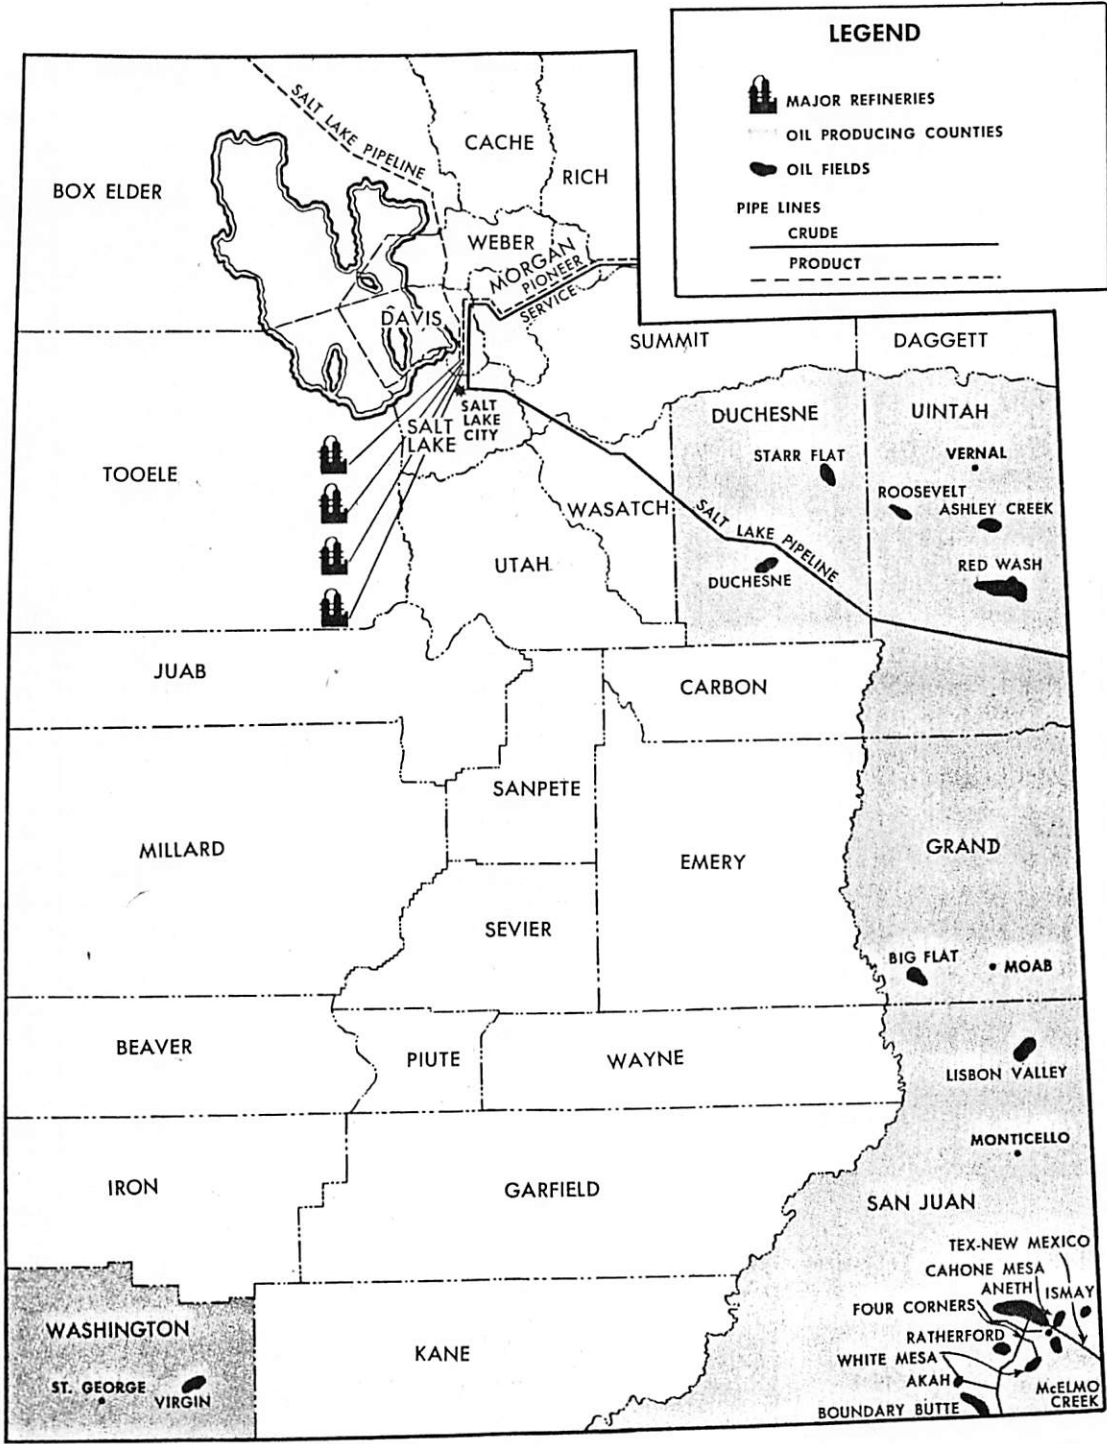 LEGEND
MAJOR REFINERIES
OIL PRODUCING COUNTIES
OIL FIELDS
PIPE LINES
CRUDE
PRODUCT
SALT LAKE PIPELINE
CACHE
RICH
BOX ELDER
WEBER
MORGAN
PIONEER
SERVICE
DAVIS
SUMMIT
DAGGETT
SALT
LAKE
CITY
SALT
LAKE
DUCHESNE
UINTAH
STARR FLAT
VERNAL
TOOELE
ROOSEVELT
ASHLEY CREEK
WASATCH
SALT LAKE PIPELINE
UTAH
DUCHESNE
RED WASH
JUAB
CARBON
SANPETE
MILLARD
EMERY
GRAND
SEVIER
BIG FLAT
MOAB
BEAVER
PIUTE
WAYNE
LISBON VALLEY
MONTICELLO
IRON
GARFIELD
SAN JUAN
TEX-NEW MEXICO
CAHONE MESA
ANETH
ISMAY
FOUR CORNERS
RATHERFORD
WHITE MESA
AKAH
McELMO
CREEK
BOUNDARY BUTTE
WASHINGTON
KANE
ST. GEORGE
VIRGIN